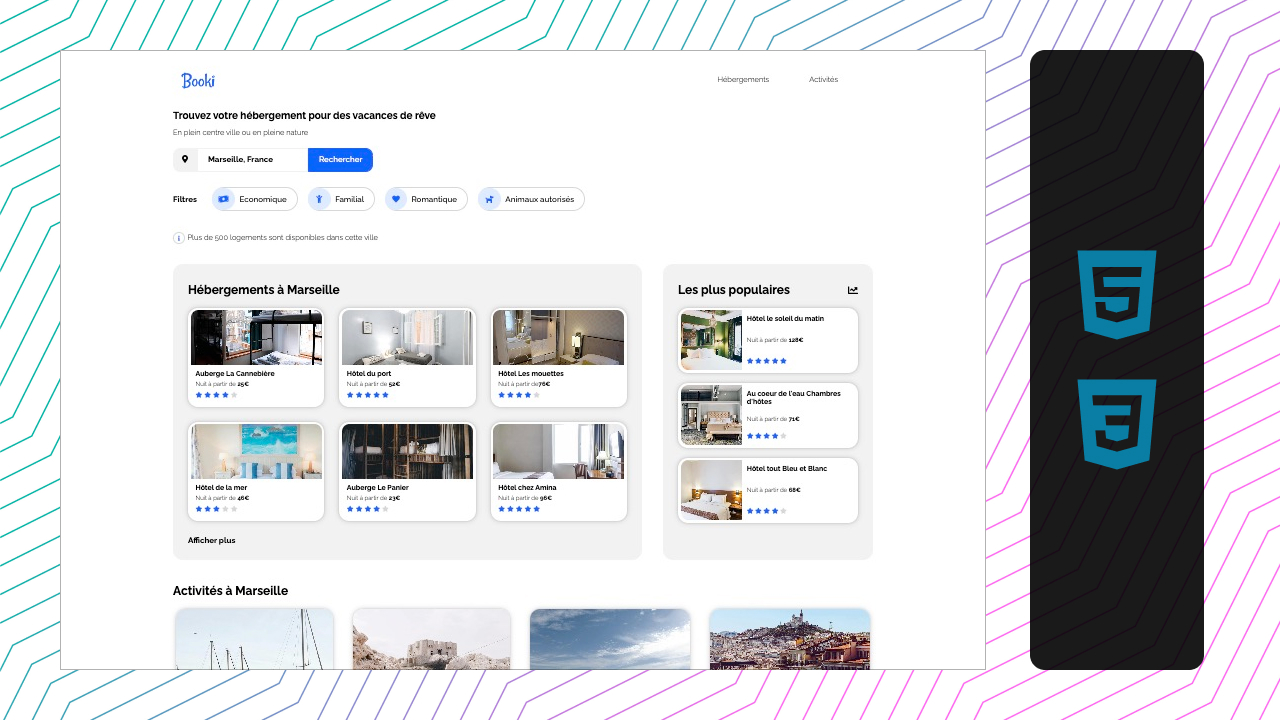 Booki
Hébergements
Activités
Trouvez votre hébergement pour des vacances de rêve
En plein centre ville ou en pleine nature
Marseille, France
Rechercher
Filtres
Economique
Familial
Romantique
Animaux autorisés
Plus de 500 logements sont disponibles dans cette ville
Hébergements à Marseille
Auberge La Cannebière
Nuit à partir de 25€
Hôtel du port
Nuit à partir de 52€
Hôtel Les mouettes
Nuit à partir de76€
Hôtel de la mer
Nuit à partir de 46€
Auberge Le Panier
Nuit à partir de 23€
Hôtel chez Amina
Nuit à partir de 96€
Afficher plus
Les plus populaires
Hôtel le soleil du matin
Nuit à partir de 128€
Au coeur de l'eau Chambres
d'hôtes
Nuit à partir de 71€
Hôtel tout Bleu et Blanc
Nuit à partir de 68€
Activités à Marseille
5
3